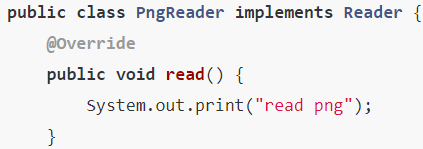 public class PngReader implements Reader {
    @Override
    public void read() {
        System.out.print("read png");
    }